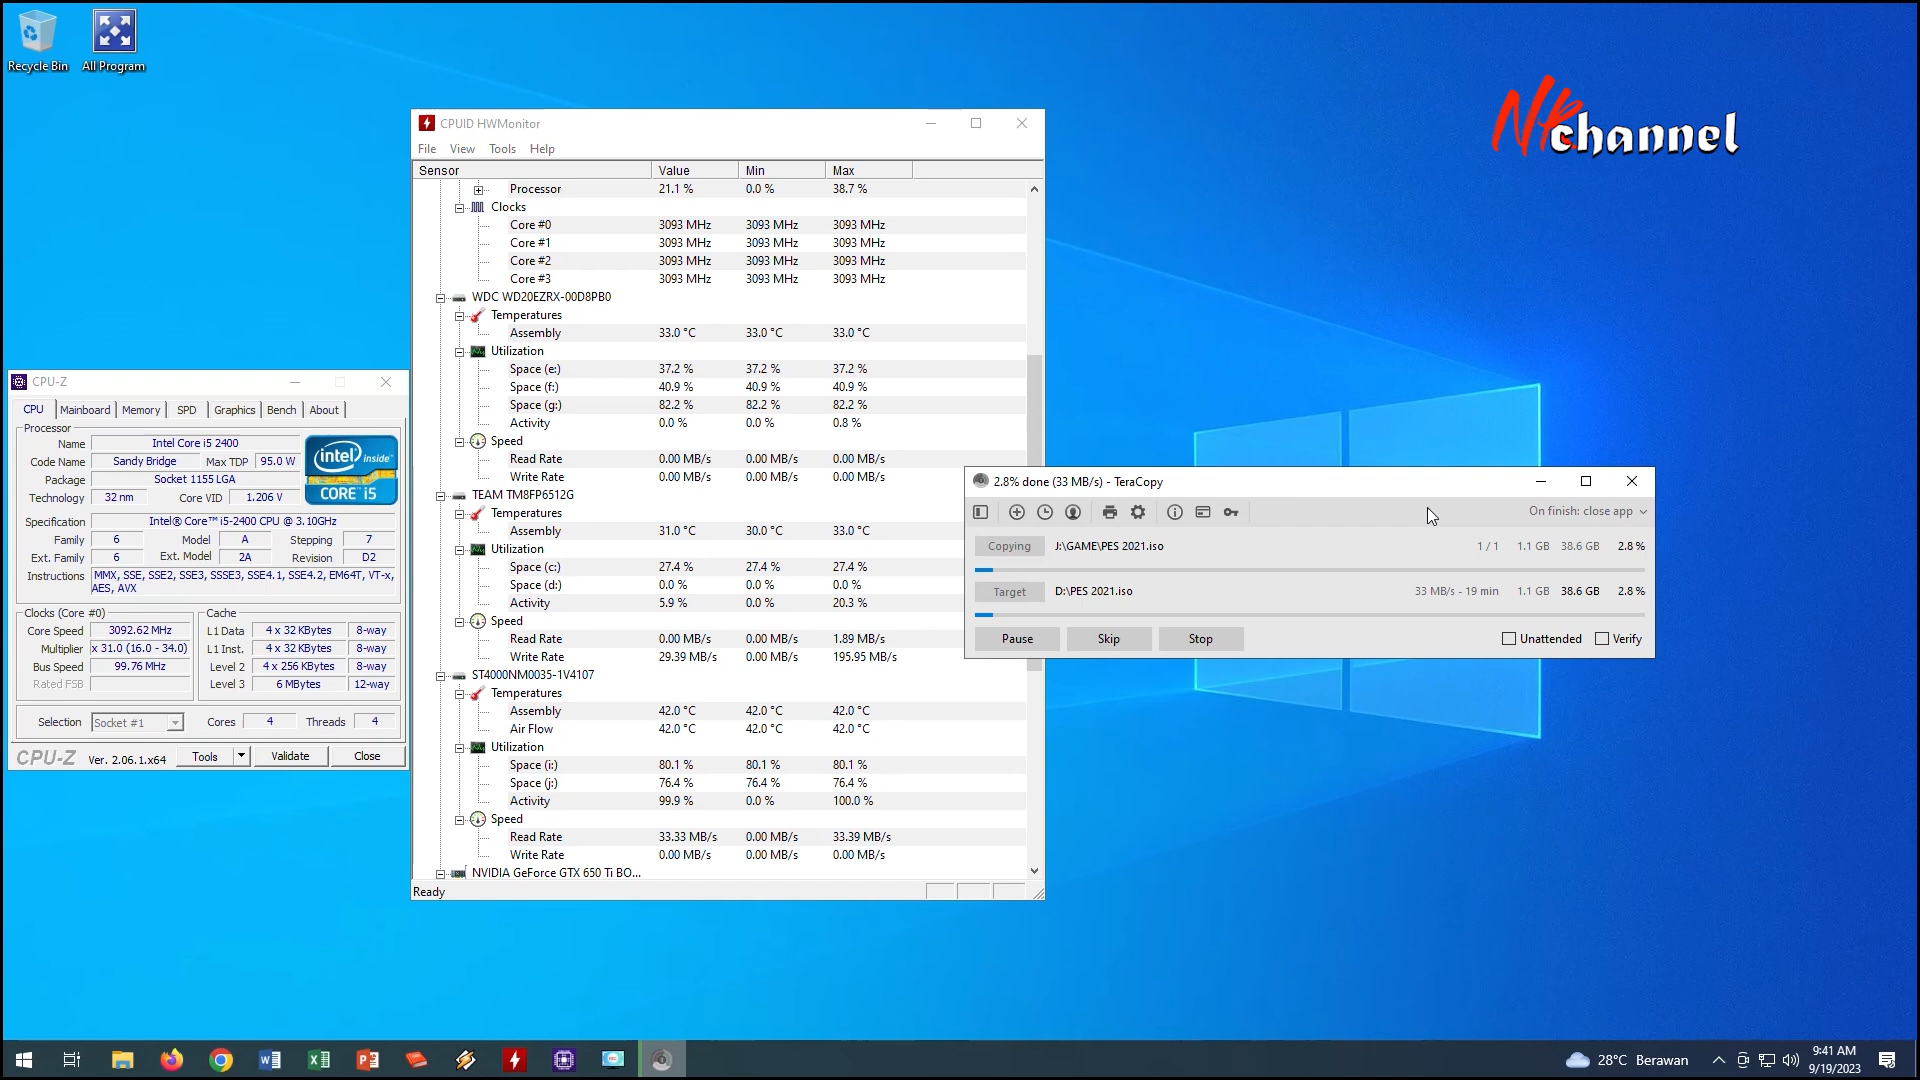 Recycle Bin
All Program
NR channel
CPUID HWMonitor
File View Tools Help
Sensor Value Min Max
Processor 21.1 % 0.0 % 38.7 %
Clocks
Core #0 3093 MHz 3093 MHz 3093 MHz
Core #1 3093 MHz 3093 MHz 3093 MHz
Core #2 3093 MHz 3093 MHz 3093 MHz
Core #3 3093 MHz 3093 MHz 3093 MHz
WDC WD20EZRX-00D8PB0
Temperatures
Assembly 33.0 °C 33.0 °C 33.0 °C
Utilization
Space (e:) 37.2 % 37.2 % 37.2 %
Space (f:) 40.9 % 40.9 % 40.9 %
Space (g:) 82.2 % 82.2 % 82.2 %
Activity 0.0 % 0.0 % 0.8 %
Speed
Read Rate 0.00 MB/s 0.00 MB/s 0.00 MB/s
Write Rate 0.00 MB/s 0.00 MB/s 0.00 MB/s
TEAM TM8FP6512G
Temperatures
Assembly 31.0 °C 30.0 °C 33.0 °C
Utilization
Space (c:) 27.4 % 27.4 % 27.4 %
Space (d:) 0.0 % 0.0 % 0.0 %
Activity 5.9 % 0.0 % 20.3 %
Speed
Read Rate 0.00 MB/s 0.00 MB/s 1.89 MB/s
Write Rate 29.39 MB/s 0.00 MB/s 195.95 MB/s
ST4000NM0035-1V4107
Temperatures
Assembly 42.0 °C 42.0 °C 42.0 °C
Air Flow 42.0 °C 42.0 °C 42.0 °C
Utilization
Space (i:) 80.1 % 80.1 % 80.1 %
Space (j:) 76.4 % 76.4 % 76.4 %
Activity 99.9 % 0.0 % 100.0 %
Speed
Read Rate 33.33 MB/s 0.00 MB/s 33.39 MB/s
Write Rate 0.00 MB/s 0.00 MB/s 0.00 MB/s
NVIDIA GeForce GTX 650 Ti BO...
Ready
CPU-Z
CPU Mainboard Memory SPD Graphics Bench About
Processor
Name Intel Core i5 2400
Code Name Sandy Bridge Max TDP 95.0 W
Package Socket 1155 LGA
Technology 32 nm Core VID 1.206 V
intel inside™
CORE™ i5
Specification Intel® Core™ i5-2400 CPU @ 3.10GHz
Family 6 Model A Stepping 7
Ext. Family 6 Ext. Model 2A Revision D2
Instructions MMX, SSE, SSE2, SSE3, SSSE3, SSE4.1, SSE4.2, EM64T, VT-x,
AES, AVX
Clocks (Core #0)
Core Speed 3092.62 MHz
Multiplier x 31.0 (16.0 - 34.0)
Bus Speed 99.76 MHz
Rated FSB
Cache
L1 Data 4 x 32 KBytes 8-way
L1 Inst. 4 x 32 KBytes 8-way
Level 2 4 x 256 KBytes 8-way
Level 3 6 MBytes 12-way
Selection Socket #1 Cores 4 Threads 4
CPU-Z Ver. 2.06.1.x64 Tools Validate Close
2.8% done (33 MB/s) - TeraCopy
On finish: close app
Copying J:\GAME\PES 2021.iso 1 / 1 1.1 GB 38.6 GB 2.8 %
Target D:\PES 2021.iso 33 MB/s - 19 min 1.1 GB 38.6 GB 2.8 %
Pause Skip Stop Unattended Verify
28°C Berawan
9:41 AM
9/19/2023